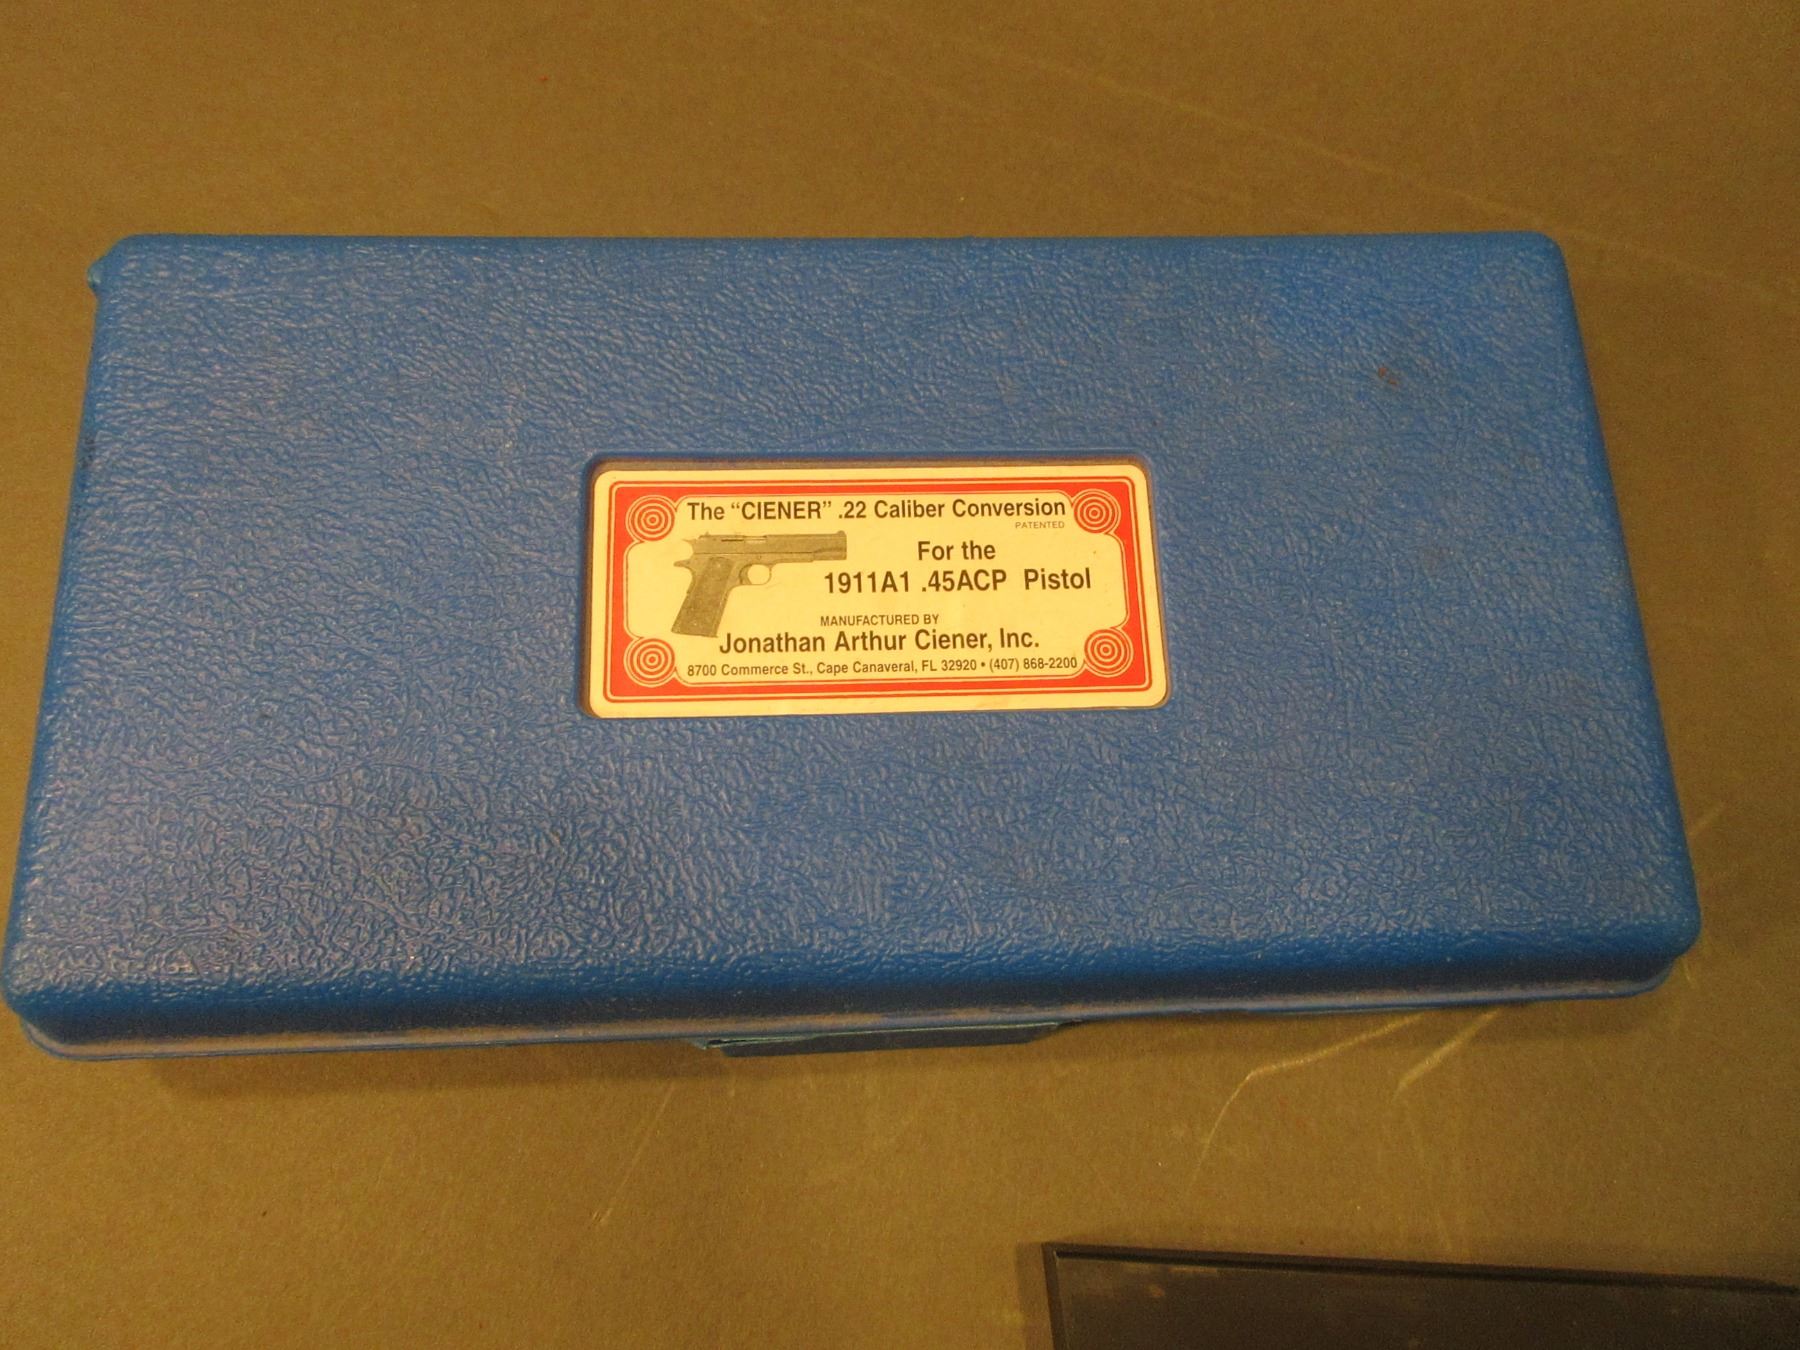 The “CIENER” .22 Caliber Conversion
PATENTED
For the
1911A1 .45ACP Pistol
MANUFACTURED BY
Jonathan Arthur Ciener, Inc.
8700 Commerce St., Cape Canaveral, FL 32920 • (407) 868-2200